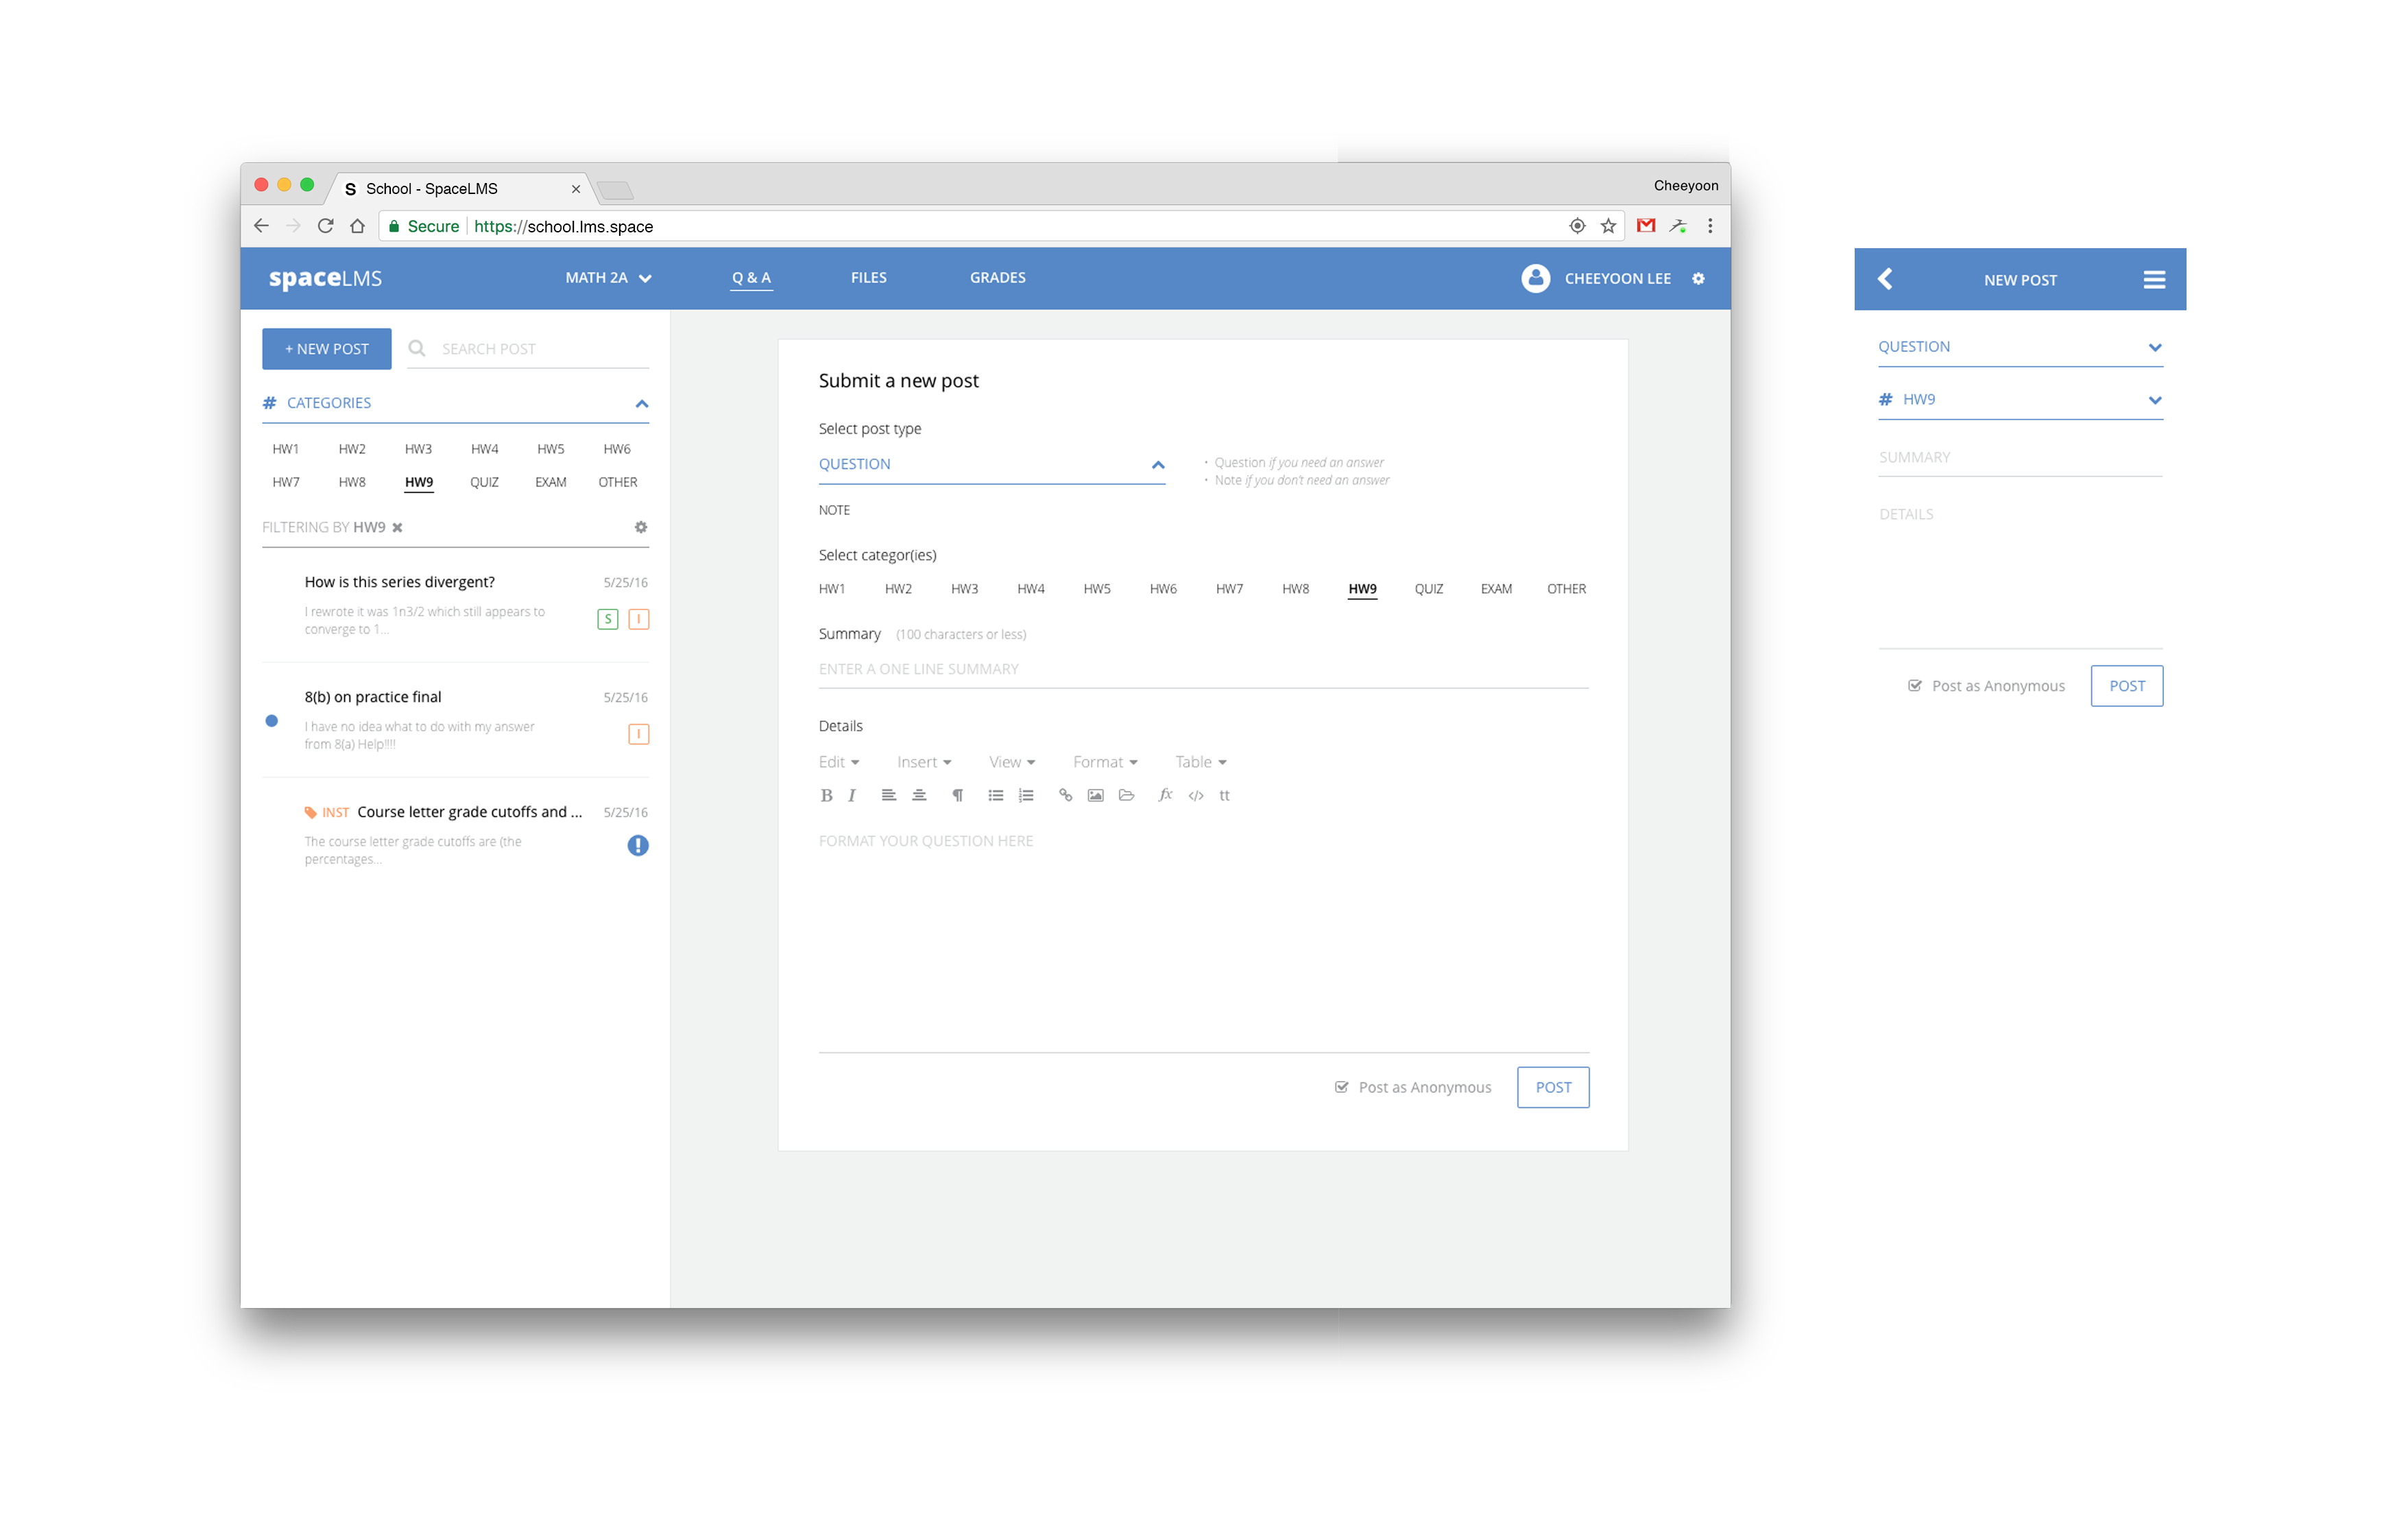 S School - SpaceLMS
Cheeyoon
Secure https://school.lms.space
spaceLMS MATH 2A Q & A FILES GRADES CHEEYOON LEE
+ NEW POST SEARCH POST
# CATEGORIES
HW1 HW2 HW3 HW4 HW5 HW6
HW7 HW8 HW9 QUIZ EXAM OTHER
FILTERING BY HW9
How is this series divergent? 5/25/16
I rewrote it was 1n3/2 which still appears to
converge to 1...
S I
8(b) on practice final 5/25/16
I have no idea what to do with my answer
from 8(a) Help!!!!
I
INST Course letter grade cutoffs and ... 5/25/16
The course letter grade cutoffs are (the
percentages...
Submit a new post
Select post type
QUESTION
• Question if you need an answer
• Note if you don't need an answer
NOTE
Select categor(ies)
HW1 HW2 HW3 HW4 HW5 HW6 HW7 HW8 HW9 QUIZ EXAM OTHER
Summary (100 characters or less)
ENTER A ONE LINE SUMMARY
Details
Edit Insert View Format Table
B I ¶ fx </> tt
FORMAT YOUR QUESTION HERE
Post as Anonymous POST
NEW POST
QUESTION
# HW9
SUMMARY
DETAILS
Post as Anonymous POST